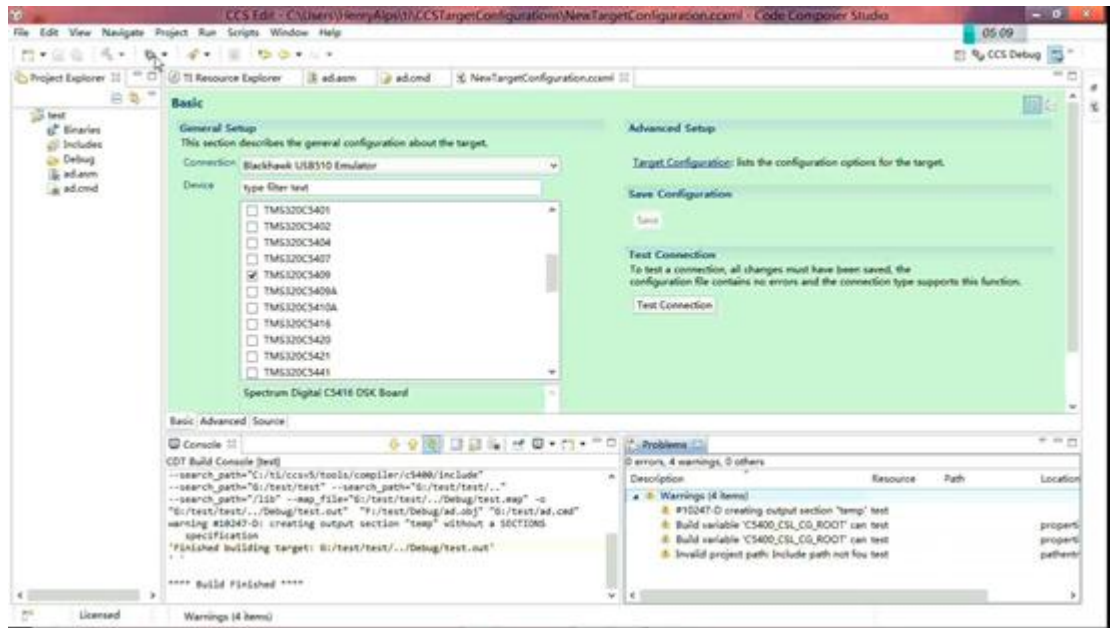 CCS Edit - C:\Users\HenryAlps\ti\CCSTargetConfigurations\NewTargetConfiguration.ccxml - Code Composer Studio
File Edit View Navigate Project Run Scripts Window Help
05:09
CCS Debug
Project Explorer
TI Resource Explorer
ad.asm
ad.cmd
NewTargetConfiguration.ccxml
test
Binaries
Includes
Debug
ad.asm
ad.cmd
Basic
General Setup
This section describes the general configuration about the target.
Connection
Blackhawk USB510 Emulator
Device
type filter text
TMS320C5401
TMS320C5402
TMS320C5404
TMS320C5407
TMS320C5409
TMS320C5409A
TMS320C5410A
TMS320C5416
TMS320C5420
TMS320C5421
TMS320C5441
Spectrum Digital C5416 DSK Board
Advanced Setup
Target Configuration: lists the configuration options for the target.
Save Configuration
Save
Test Connection
To test a connection, all changes must have been saved, the
configuration file contains no errors and the connection type supports this function.
Test Connection
Basic Advanced Source
Console
CDT Build Console [test]
--search_path="C:/ti/ccsv5/tools/compiler/c5400/include"
--search_path="G:/test/test" --search_path="G:/test/test/.."
--search_path="/lib" --map_file="G:/test/test/../Debug/test.map" -o
"G:/test/test/../Debug/test.out" "F:/test/Debug/ad.obj" "G:/test/ad.cmd"
warning #10247-D: creating output section "temp" without a SECTIONS
specification
'Finished building target: G:/test/test/../Debug/test.out'
' '
**** Build Finished ****
Problems
0 errors, 4 warnings, 0 others
Description Resource Path Location
Warnings (4 items)
#10247-D creating output section "temp" test
Build variable 'C5400_CSL_CG_ROOT' can test properti
Build variable 'C5400_CSL_CG_ROOT' can test properti
Invalid project path: Include path not fou test pathentr
Licensed
Warnings (4 items)